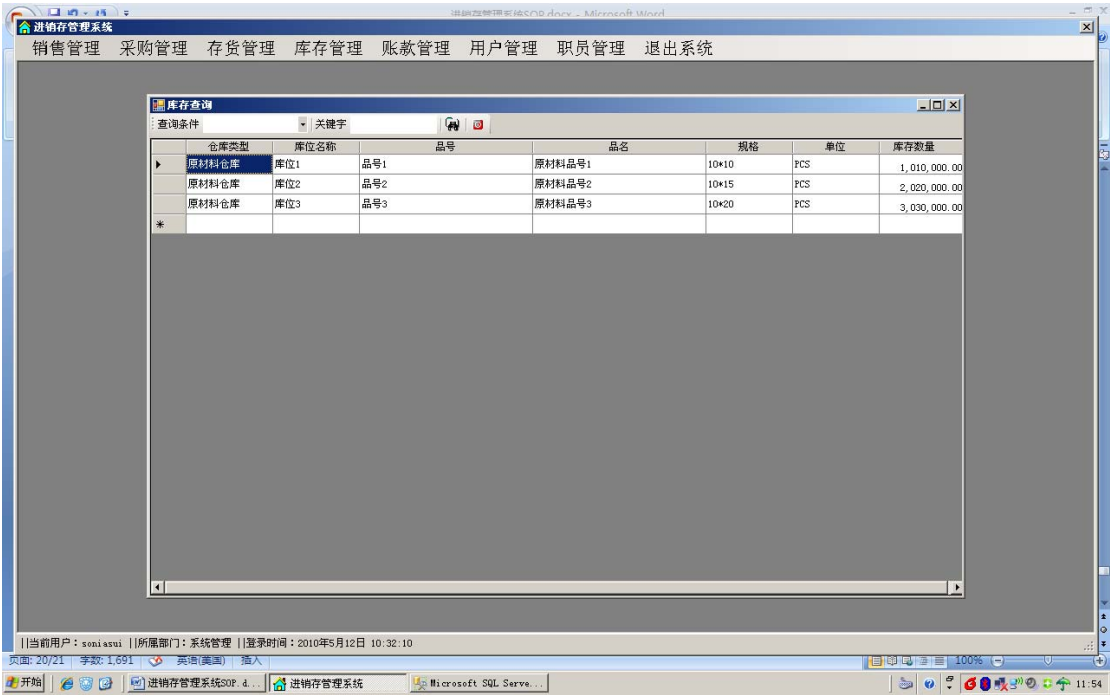 进销存管理系统SOP.docx - Microsoft Word
进销存管理系统
销售管理 采购管理 存货管理 库存管理 账款管理 用户管理 职员管理 退出系统
库存查询
查询条件 关键字
仓库类型 库位名称 品号 品名 规格 单位 库存数量
原材料仓库 库位1 品号1 原材料品号1 10*10 PCS 1,010,000.00
原材料仓库 库位2 品号2 原材料品号2 10*15 PCS 2,020,000.00
原材料仓库 库位3 品号3 原材料品号3 10*20 PCS 3,030,000.00
||当前用户:soniasui ||所属部门:系统管理 ||登录时间:2010年5月12日 10:32:10
页面: 20/21 字数: 1,691 英语(美国) 插入 100%
开始 进销存管理系统SOP.d... 进销存管理系统 Microsoft SQL Serve... 11:54